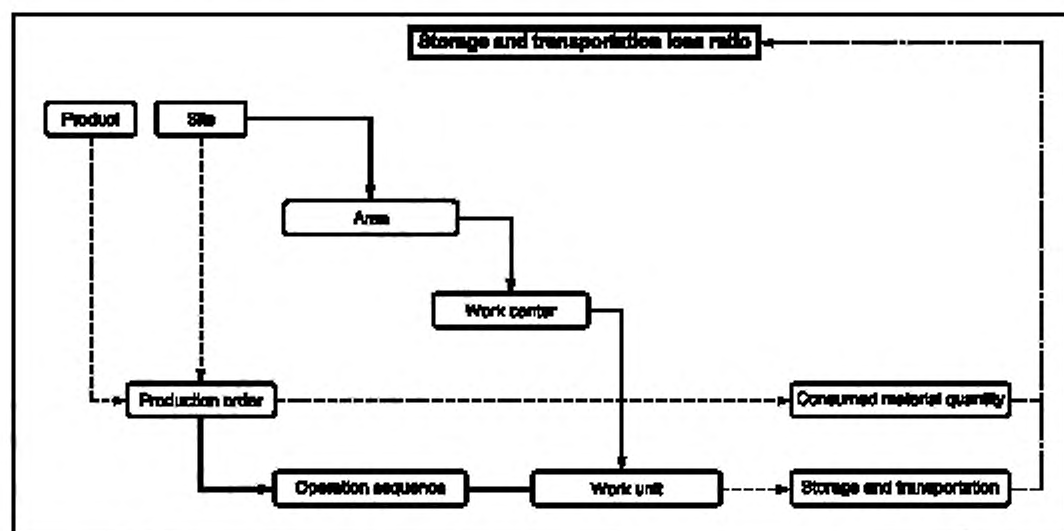 Storage and transportation loss ratio
Product
Site
Area
Work center
Production order
Consumed material quantity
Operation sequence
Work unit
Storage and transportation